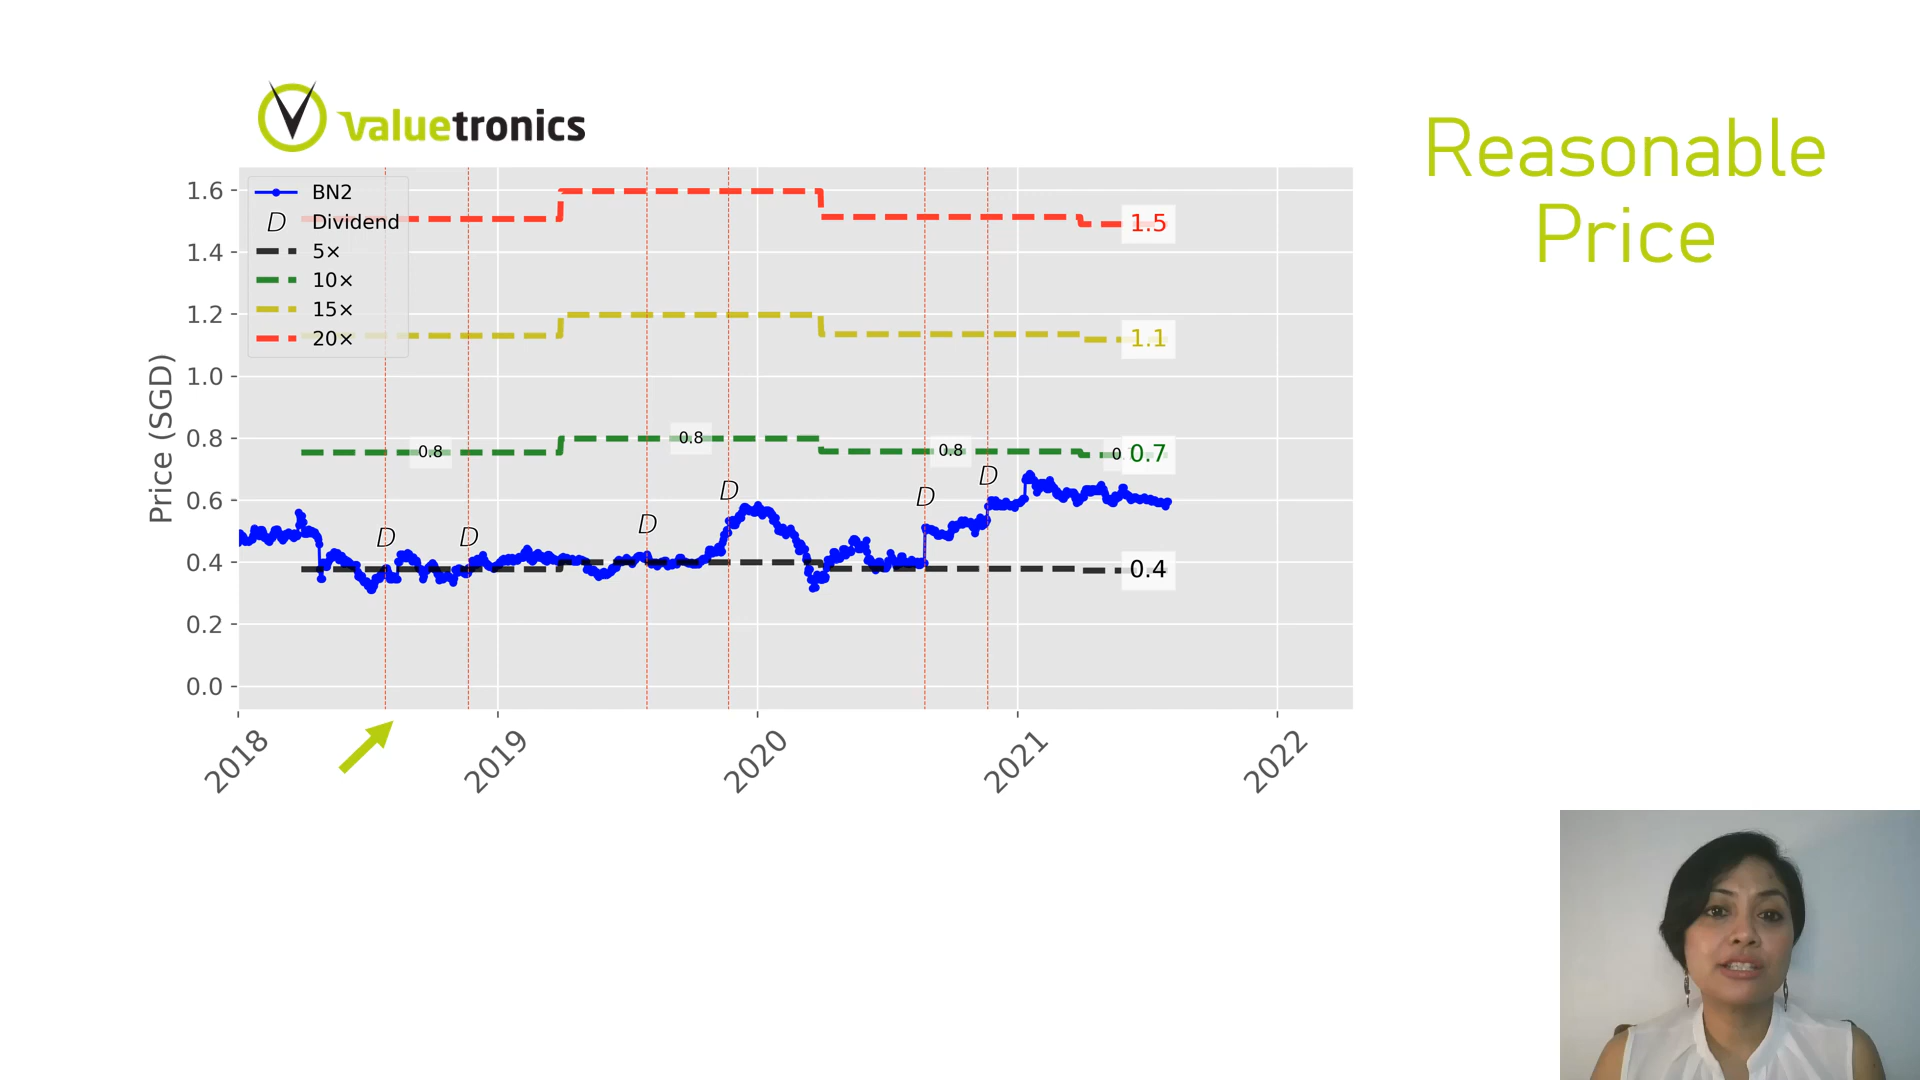 valuetronics
Reasonable
Price
BN2
D Dividend
5×
10×
15×
20×
Price (SGD)
1.6
1.4
1.2
1.0
0.8
0.6
0.4
0.2
0.0
1.5
1.1
0.8
0.8
0.8
0 0.7
0.4
D
D
D
D
D
D
2018
2019
2020
2021
2022